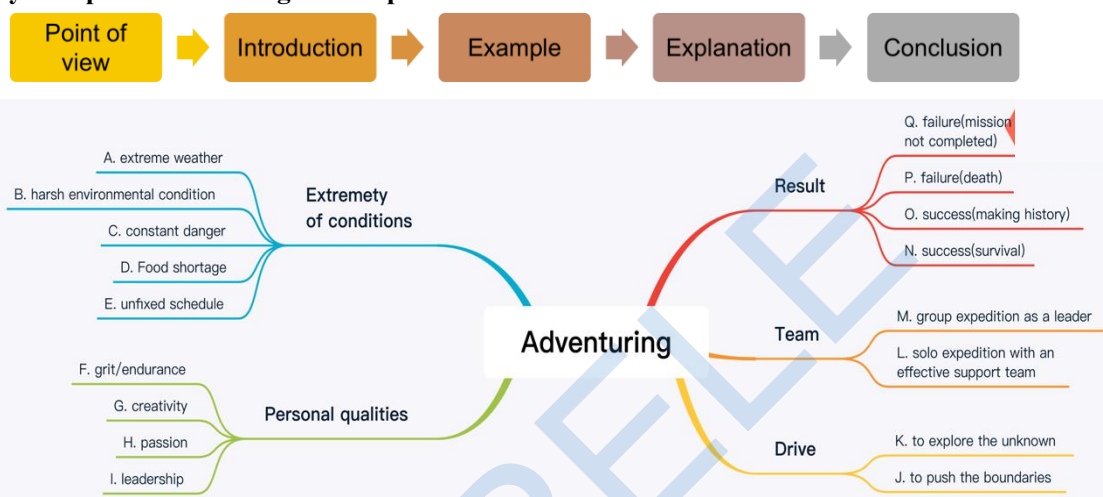 Point of
view
Introduction
Example
Explanation
Conclusion
A. extreme weather
B. harsh environmental condition
C. constant danger
D. Food shortage
E. unfixed schedule
Extremety
of conditions
F. grit/endurance
G. creativity
H. passion
I. leadership
Personal qualities
Adventuring
Result
Q. failure(mission
not completed)
P. failure(death)
O. success(making history)
N. success(survival)
Team
M. group expedition as a leader
L. solo expedition with an
effective support team
Drive
K. to explore the unknown
J. to push the boundaries